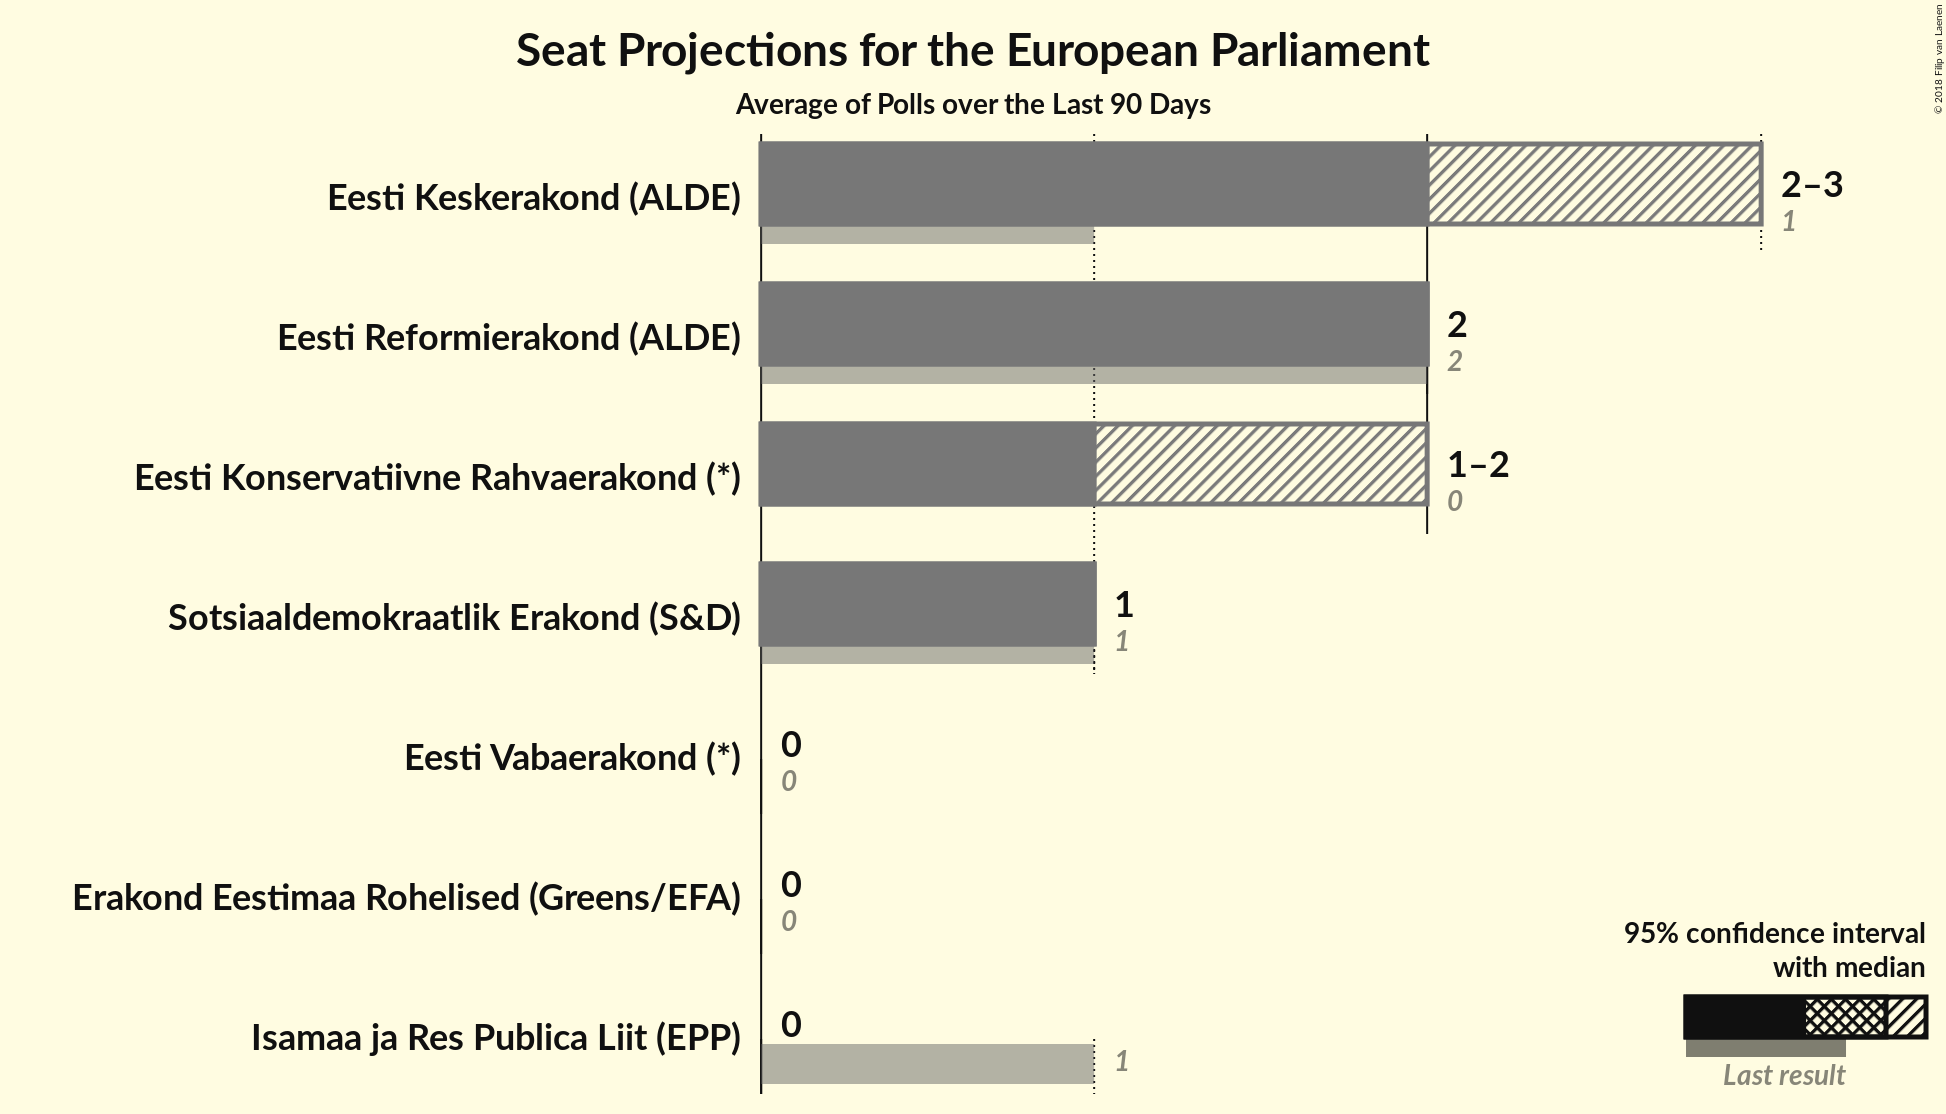 Seat Projections for the European Parliament
Average of Polls over the Last 90 Days
© 2018 Filip van Laenen
Eesti Keskerakond (ALDE)
2–3
1
Eesti Reformierakond (ALDE)
2
2
Eesti Konservatiivne Rahvaerakond (*)
1–2
0
Sotsiaaldemokraatlik Erakond (S&D)
1
1
Eesti Vabaerakond (*)
0
0
Erakond Eestimaa Rohelised (Greens/EFA)
0
0
Isamaa ja Res Publica Liit (EPP)
0
1
95% confidence interval
with median
Last result